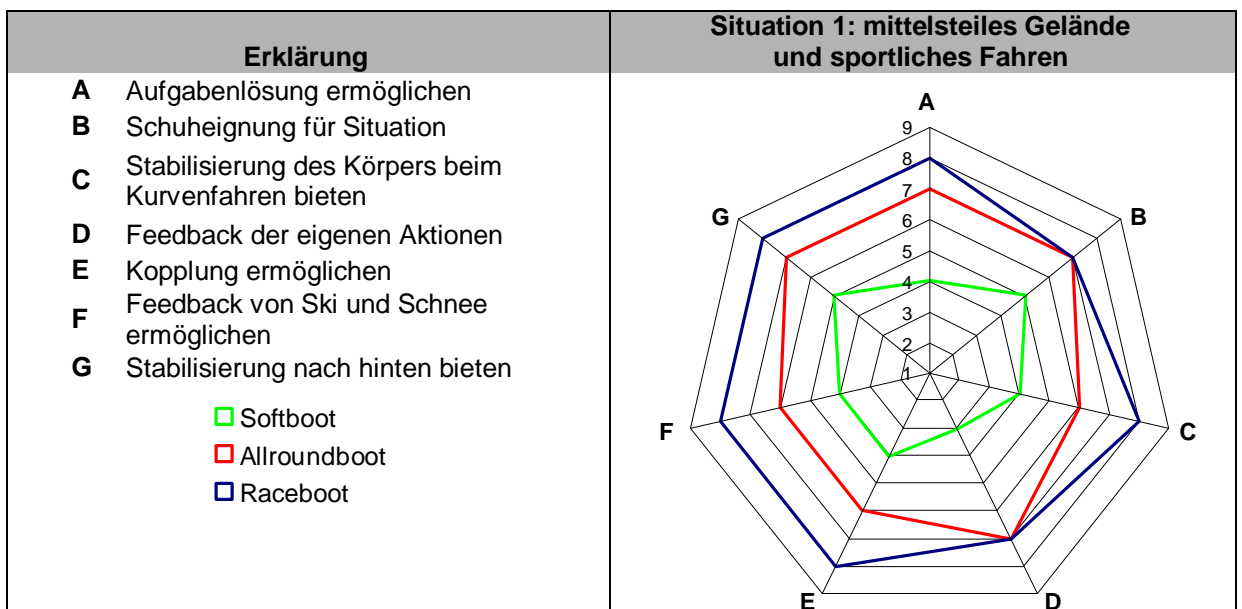 Erklärung
Situation 1: mittelsteiles Gelände
und sportliches Fahren
A Aufgabenlösung ermöglichen
B Schuheignung für Situation
C Stabilisierung des Körpers beim
Kurvenfahren bieten
D Feedback der eigenen Aktionen
E Kopplung ermöglichen
F Feedback von Ski und Schnee
ermöglichen
G Stabilisierung nach hinten bieten
Softboot
Allroundboot
Raceboot
A
9
8
7
6
5
4
3
2
1
G
B
F
C
E
D